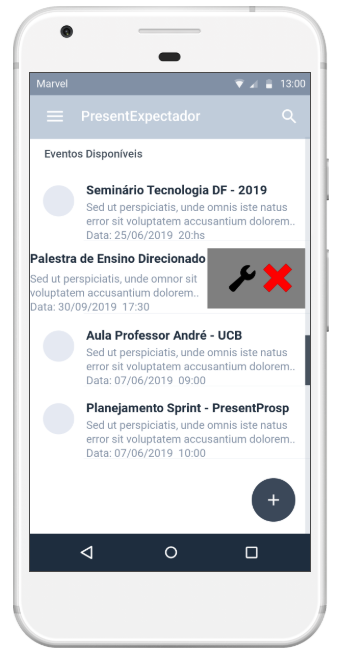 Marvel 13:00
PresentExpectador
Eventos Disponíveis
Seminário Tecnologia DF - 2019
Sed ut perspiciatis, unde omnis iste natus
error sit voluptatem accusantium dolorem..
Data: 25/06/2019 20:hs
Palestra de Ensino Direcionado
Sed ut perspiciatis, unde omnor sit
voluptatem accusantium dolorem..
Data: 30/09/2019 17:30
Aula Professor André - UCB
Sed ut perspiciatis, unde omnis iste natus
error sit voluptatem accusantium dolorem..
Data: 07/06/2019 09:00
Planejamento Sprint - PresentProsp
Sed ut perspiciatis, unde omnis iste natus
error sit voluptatem accusantium dolorem..
Data: 07/06/2019 10:00
+